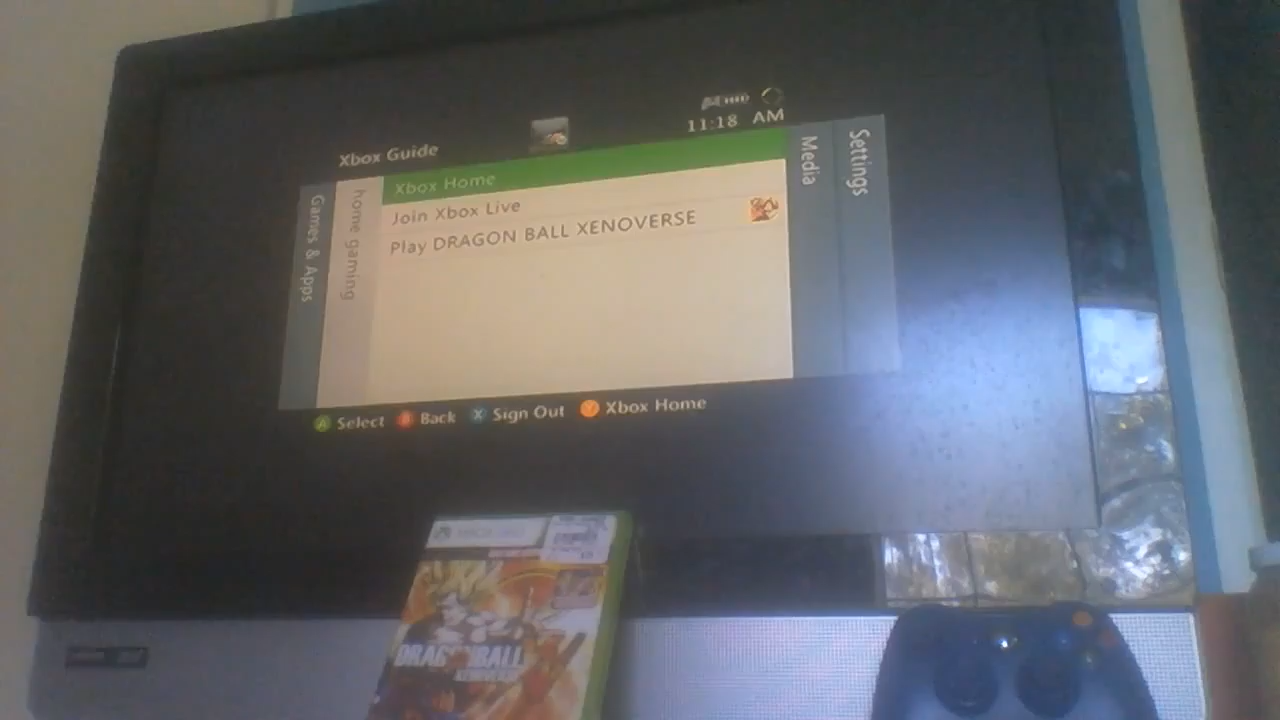 11:18 AM
Xbox Guide
Games & Apps
home gaming
Xbox Home
Join Xbox Live
Play DRAGON BALL XENOVERSE
Media
Settings
A Select B Back X Sign Out Y Xbox Home
DRAGON BALL
XENOVERSE